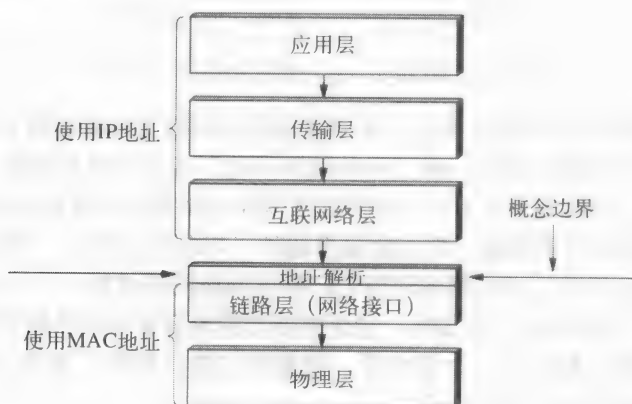 应用层
使用IP地址
传输层
互联网络层
概念边界
地址解析
链路层（网络接口）
使用MAC地址
物理层